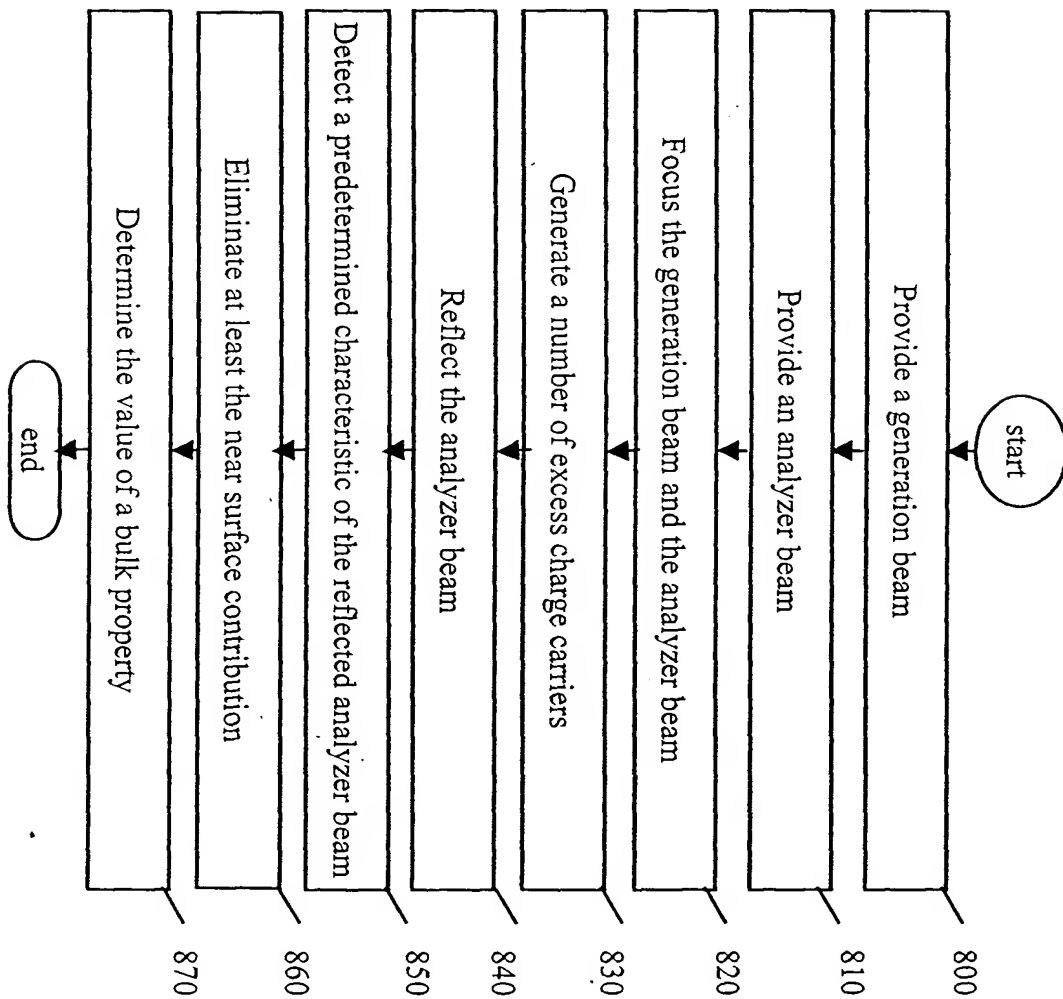 start
Provide a generation beam
800
Provide an analyzer beam
810
Focus the generation beam and the analyzer beam
820
Generate a number of excess charge carriers
830
Reflect the analyzer beam
840
Detect a predetermined characteristic of the reflected analyzer beam
850
Eliminate at least the near surface contribution
860
Determine the value of a bulk property
870
end